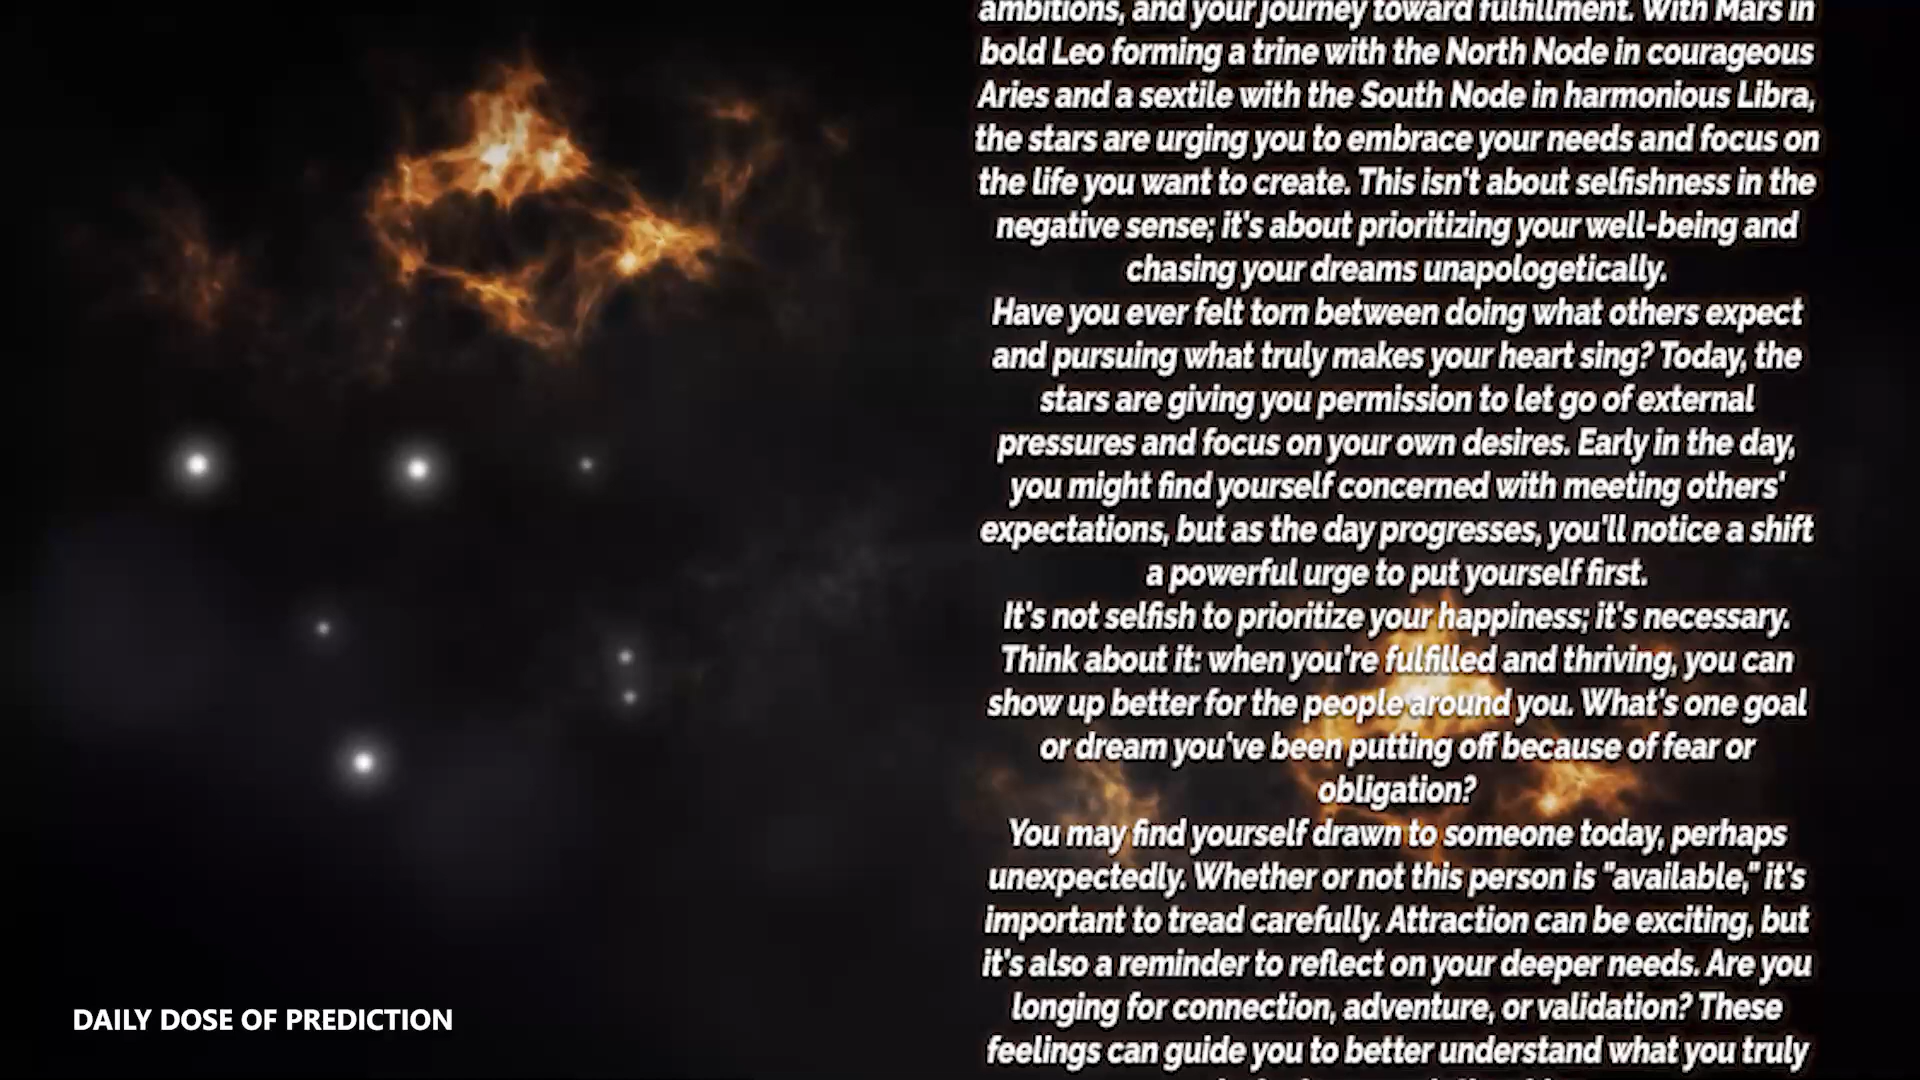 ambitions, and your journey toward fulfillment. With Mars in
bold Leo forming a trine with the North Node in courageous
Aries and a sextile with the South Node in harmonious Libra,
the stars are urging you to embrace your needs and focus on
the life you want to create. This isn't about selfishness in the
negative sense; it's about prioritizing your well-being and
chasing your dreams unapologetically.
Have you ever felt torn between doing what others expect
and pursuing what truly makes your heart sing? Today, the
stars are giving you permission to let go of external
pressures and focus on your own desires. Early in the day,
you might find yourself concerned with meeting others'
expectations, but as the day progresses, you'll notice a shift
a powerful urge to put yourself first.
It's not selfish to prioritize your happiness; it's necessary.
Think about it: when you're fulfilled and thriving, you can
show up better for the people around you. What's one goal
or dream you've been putting off because of fear or
obligation?
You may find yourself drawn to someone today, perhaps
unexpectedly. Whether or not this person is "available," it's
important to tread carefully. Attraction can be exciting, but
it's also a reminder to reflect on your deeper needs. Are you
longing for connection, adventure, or validation? These
feelings can guide you to better understand what you truly
DAILY DOSE OF PREDICTION